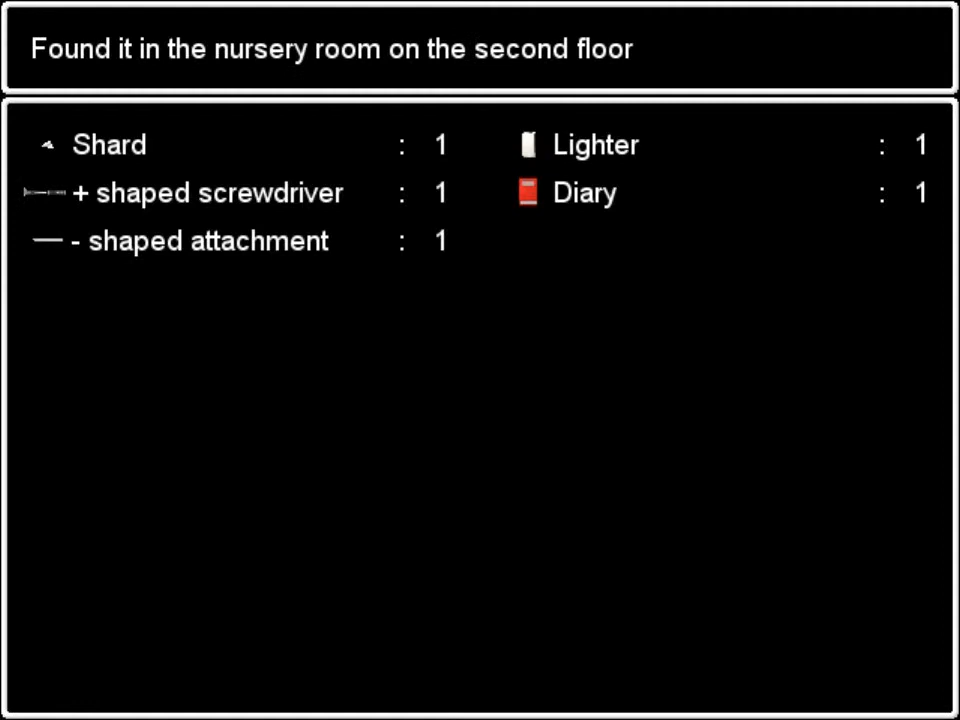 Found it in the nursery room on the second floor
Shard : 1 Lighter : 1
+ shaped screwdriver : 1 Diary : 1
- shaped attachment : 1